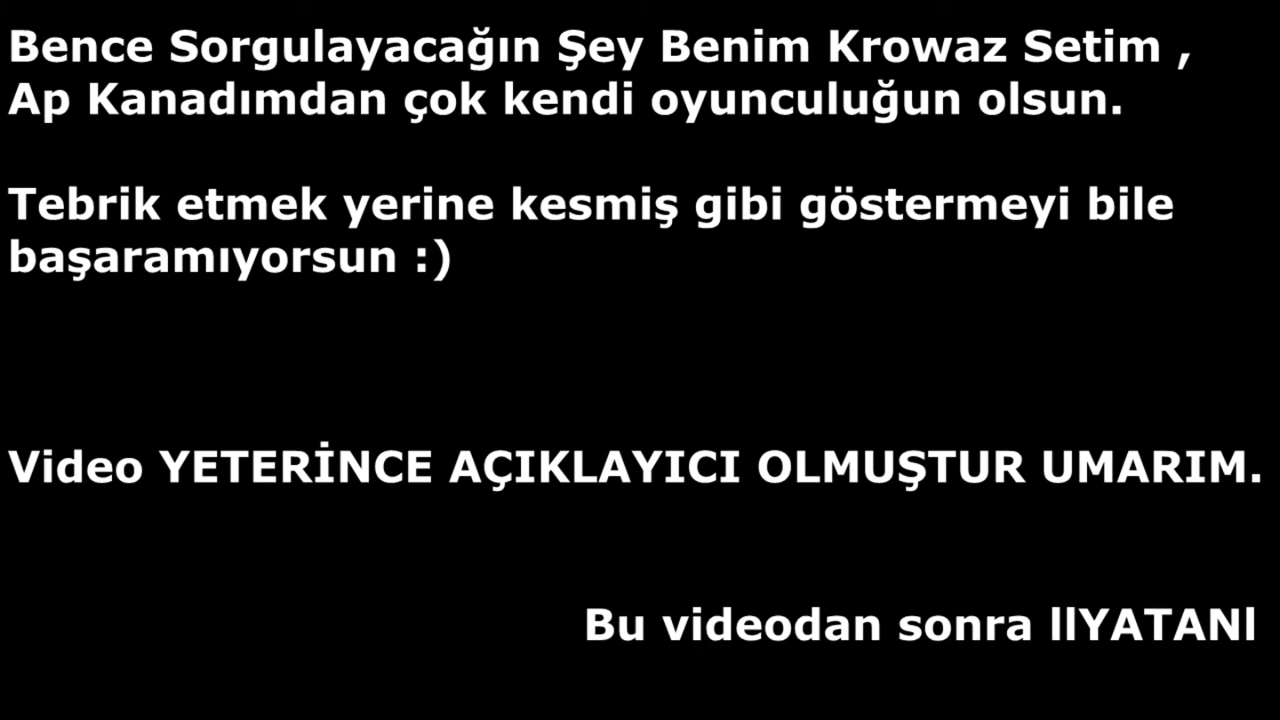 Bence Sorgulayacağın Şey Benim Krowaz Setim ,
Ap Kanadımdan çok kendi oyunculuğun olsun.
Tebrik etmek yerine kesmiş gibi göstermeyi bile
başaramıyorsun :)
Video YETERİNCE AÇIKLAYICI OLMUŞTUR UMARIM.
Bu videodan sonra llYATANl